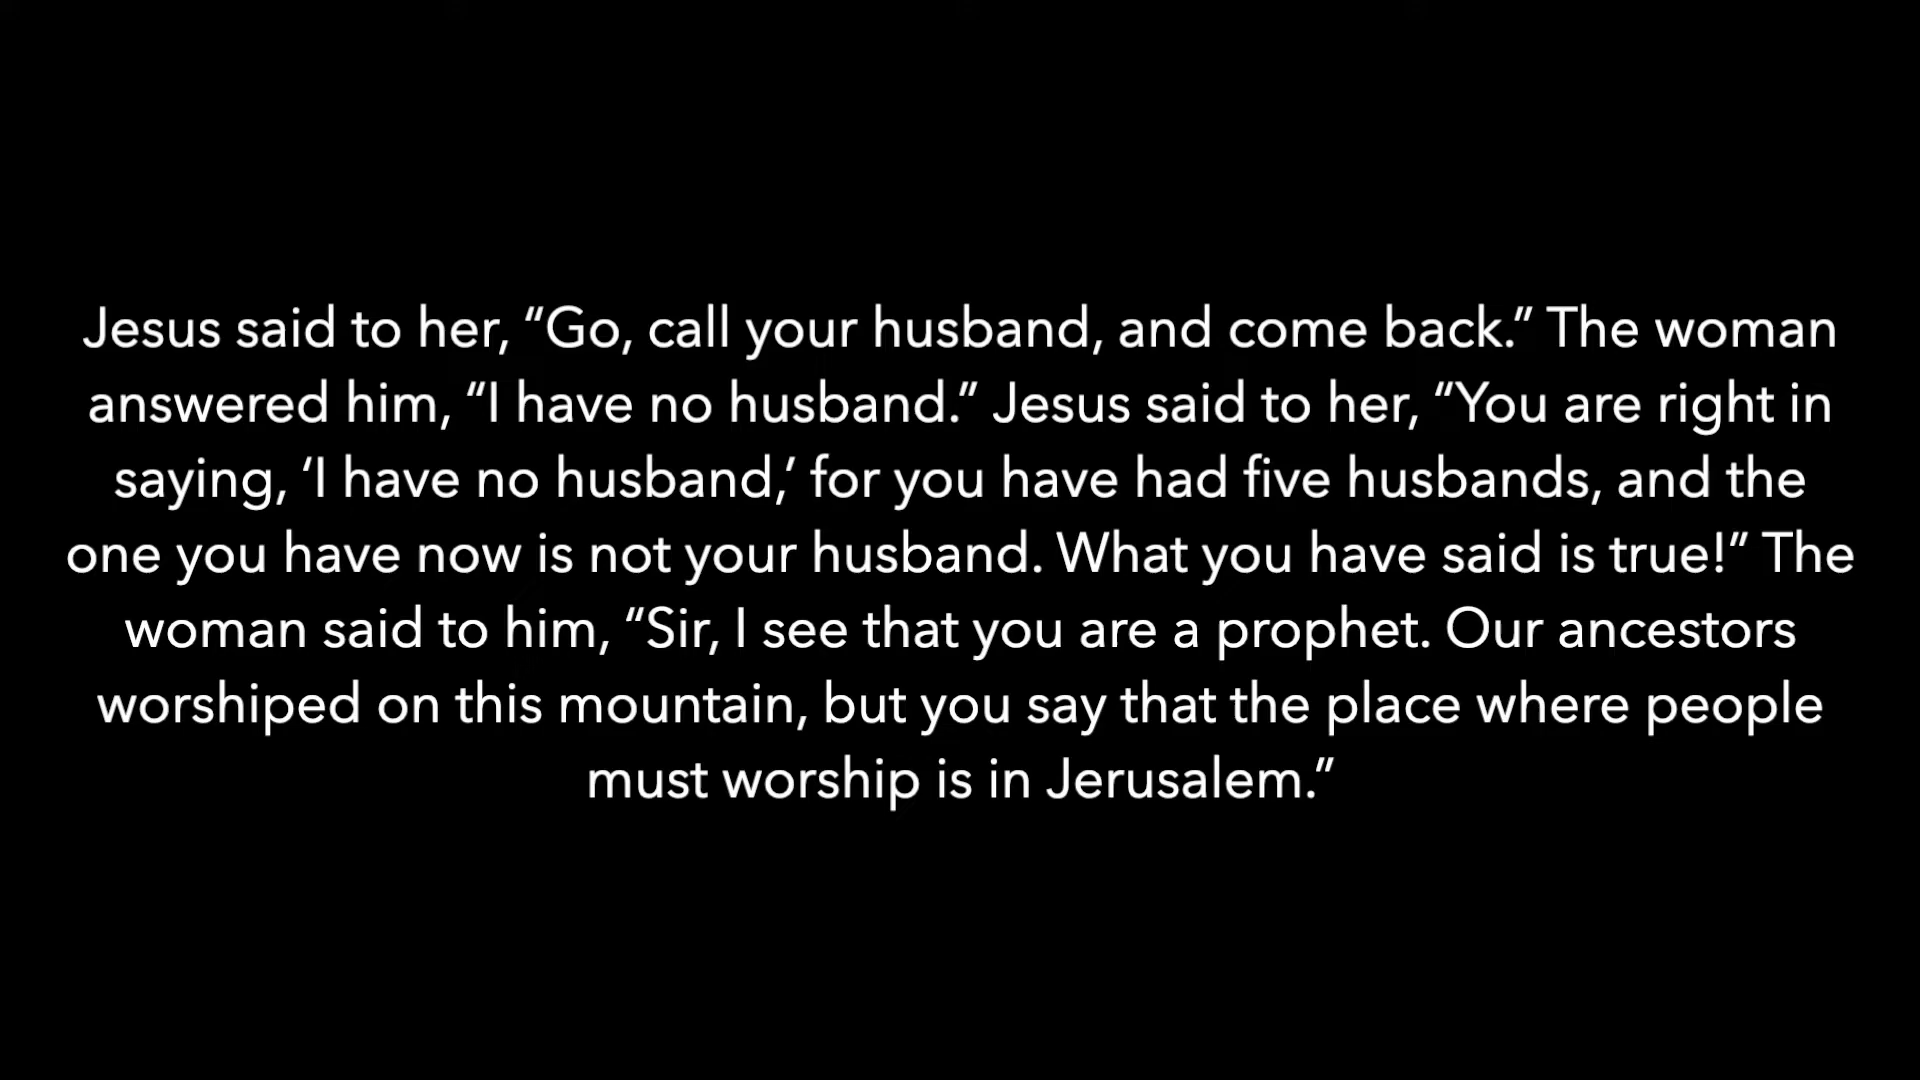 Jesus said to her, “Go, call your husband, and come back.” The woman
answered him, “I have no husband.” Jesus said to her, “You are right in
saying, ‘I have no husband,’ for you have had five husbands, and the
one you have now is not your husband. What you have said is true!” The
woman said to him, “Sir, I see that you are a prophet. Our ancestors
worshiped on this mountain, but you say that the place where people
must worship is in Jerusalem.”